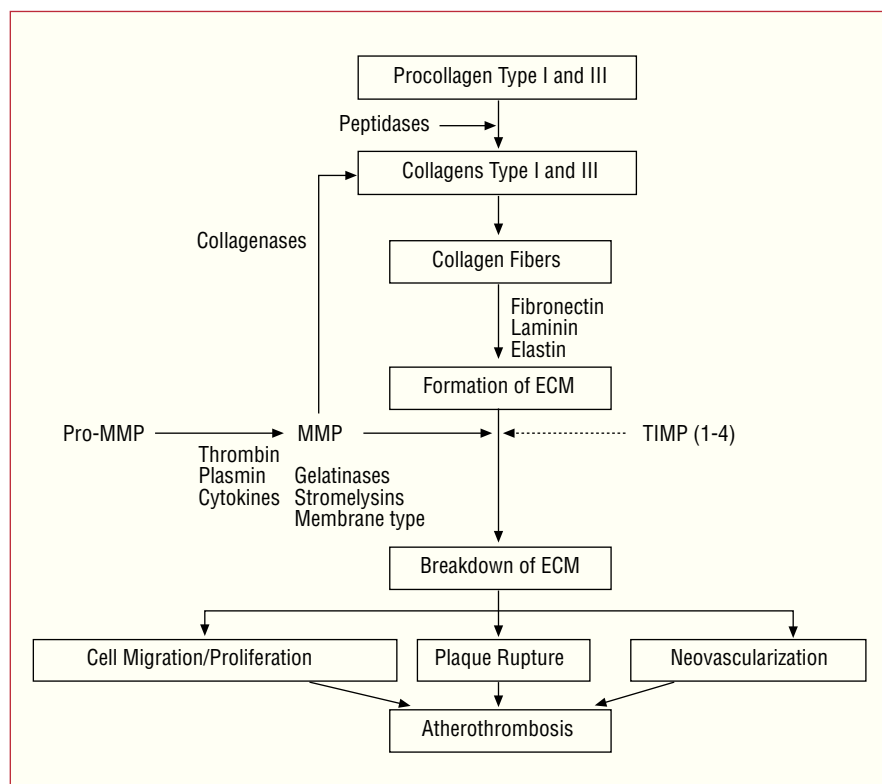 Procollagen Type I and III
Peptidases
Collagens Type I and III
Collagenases
Collagen Fibers
Fibronectin
Laminin
Elastin
Formation of ECM
Pro-MMP
MMP
TIMP (1-4)
Thrombin
Plasmin
Cytokines
Gelatinases
Stromelysins
Membrane type
Breakdown of ECM
Cell Migration/Proliferation
Plaque Rupture
Neovascularization
Atherothrombosis